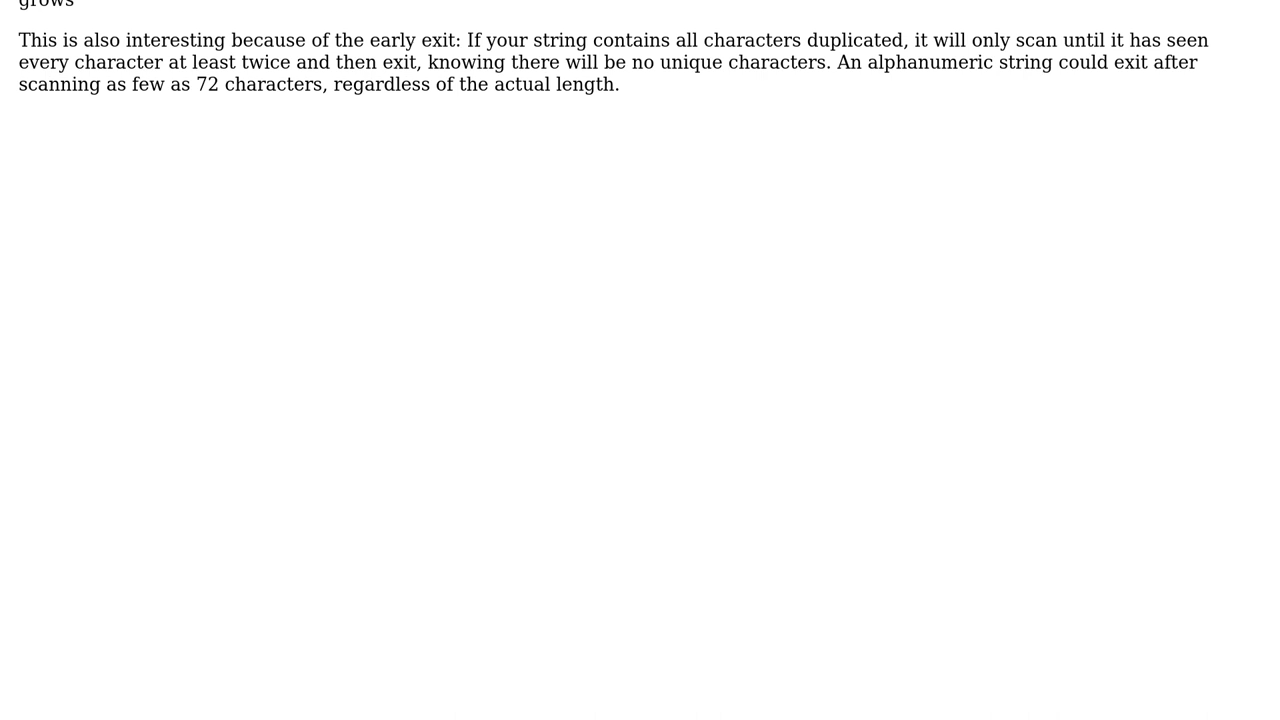 grows
This is also interesting because of the early exit: If your string contains all characters duplicated, it will only scan until it has seen
every character at least twice and then exit, knowing there will be no unique characters. An alphanumeric string could exit after
scanning as few as 72 characters, regardless of the actual length.